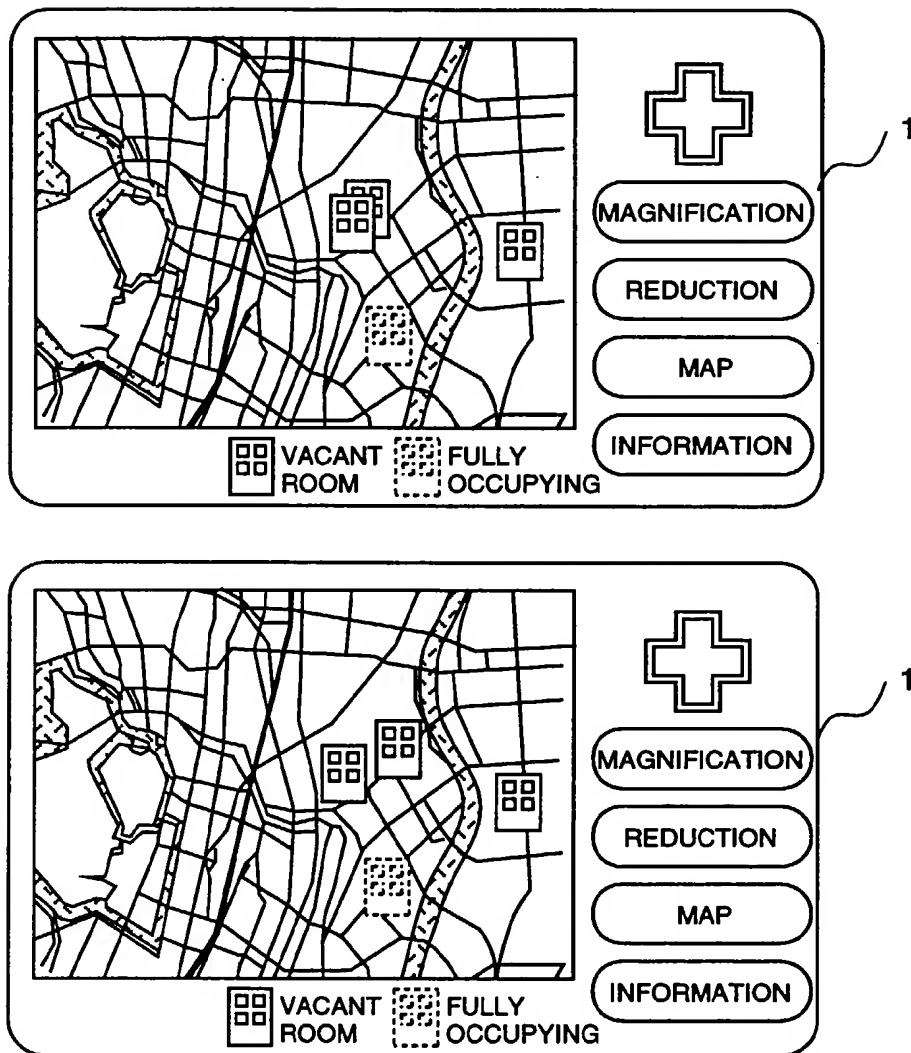 1
MAGNIFICATION
REDUCTION
MAP
INFORMATION
VACANT
ROOM
FULLY
OCCUPYING
1
MAGNIFICATION
REDUCTION
MAP
INFORMATION
VACANT
ROOM
FULLY
OCCUPYING